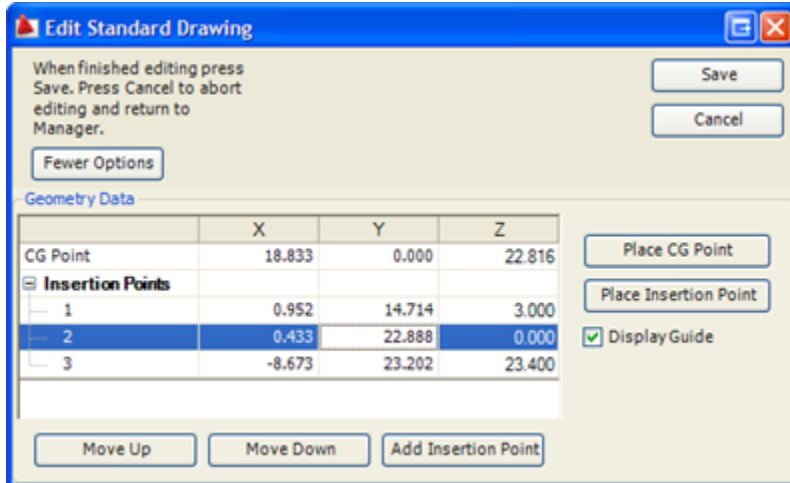 Edit Standard Drawing
When finished editing press
Save. Press Cancel to abort
editing and return to
Manager.
Save
Cancel
Fewer Options
Geometry Data
X Y Z
CG Point 18.833 0.000 22.816
Insertion Points
1 0.952 14.714 3.000
2 0.433 22.888 0.000
3 -8.673 23.202 23.400
Place CG Point
Place Insertion Point
Display Guide
Move Up Move Down Add Insertion Point